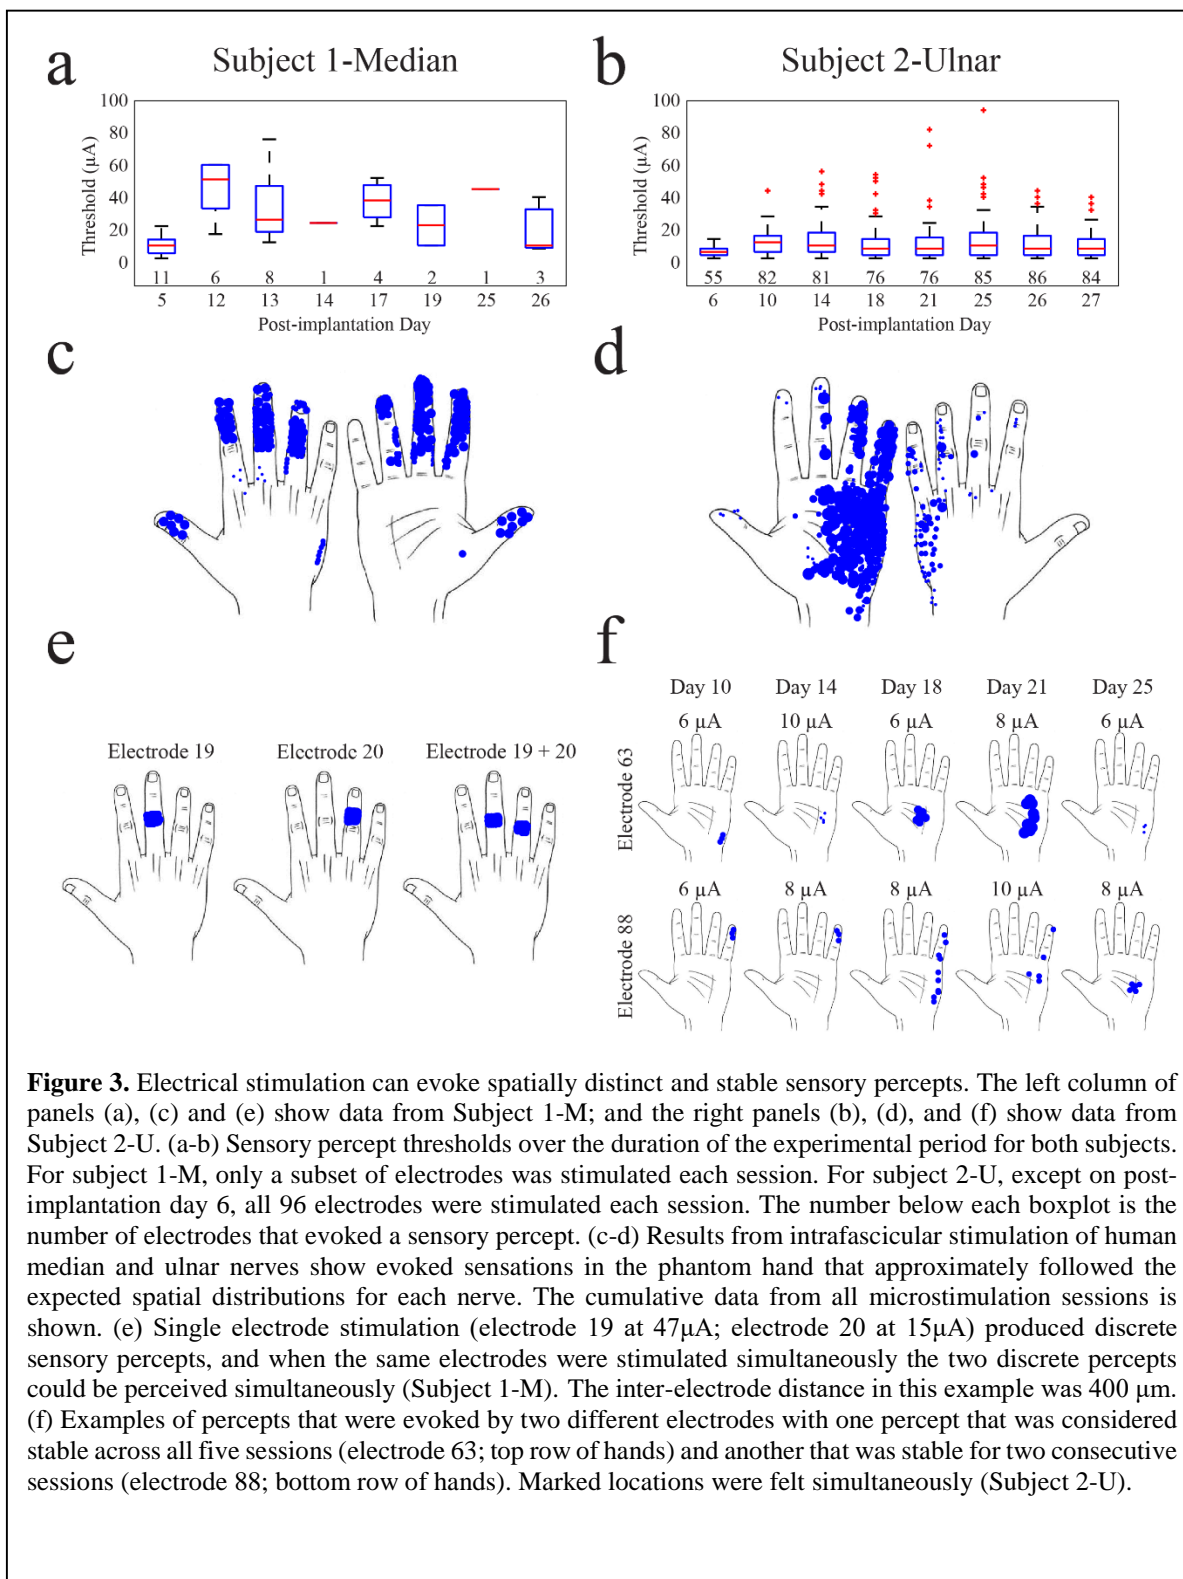 a Subject 1-Median
b Subject 2-Ulnar
Threshold (µA)
100
80
60
40
20
0
11 6 8 1 4 2 1 3
5 12 13 14 17 19 25 26
Post-implantation Day
Threshold (µA)
100
80
60
40
20
0
55 82 81 76 76 85 86 84
6 10 14 18 21 25 26 27
Post-implantation Day
c
d
e
Electrode 19 Electrode 20 Electrode 19 + 20
f
Day 10 Day 14 Day 18 Day 21 Day 25
6 µA 10 µA 6 µA 8 µA 6 µA
Electrode 63
6 µA 8 µA 8 µA 10 µA 8 µA
Electrode 88
Figure 3. Electrical stimulation can evoke spatially distinct and stable sensory percepts. The left column of
panels (a), (c) and (e) show data from Subject 1-M; and the right panels (b), (d), and (f) show data from
Subject 2-U. (a-b) Sensory percept thresholds over the duration of the experimental period for both subjects.
For subject 1-M, only a subset of electrodes was stimulated each session. For subject 2-U, except on post-
implantation day 6, all 96 electrodes were stimulated each session. The number below each boxplot is the
number of electrodes that evoked a sensory percept. (c-d) Results from intrafascicular stimulation of human
median and ulnar nerves show evoked sensations in the phantom hand that approximately followed the
expected spatial distributions for each nerve. The cumulative data from all microstimulation sessions is
shown. (e) Single electrode stimulation (electrode 19 at 47µA; electrode 20 at 15µA) produced discrete
sensory percepts, and when the same electrodes were stimulated simultaneously the two discrete percepts
could be perceived simultaneously (Subject 1-M). The inter-electrode distance in this example was 400 µm.
(f) Examples of percepts that were evoked by two different electrodes with one percept that was considered
stable across all five sessions (electrode 63; top row of hands) and another that was stable for two consecutive
sessions (electrode 88; bottom row of hands). Marked locations were felt simultaneously (Subject 2-U).